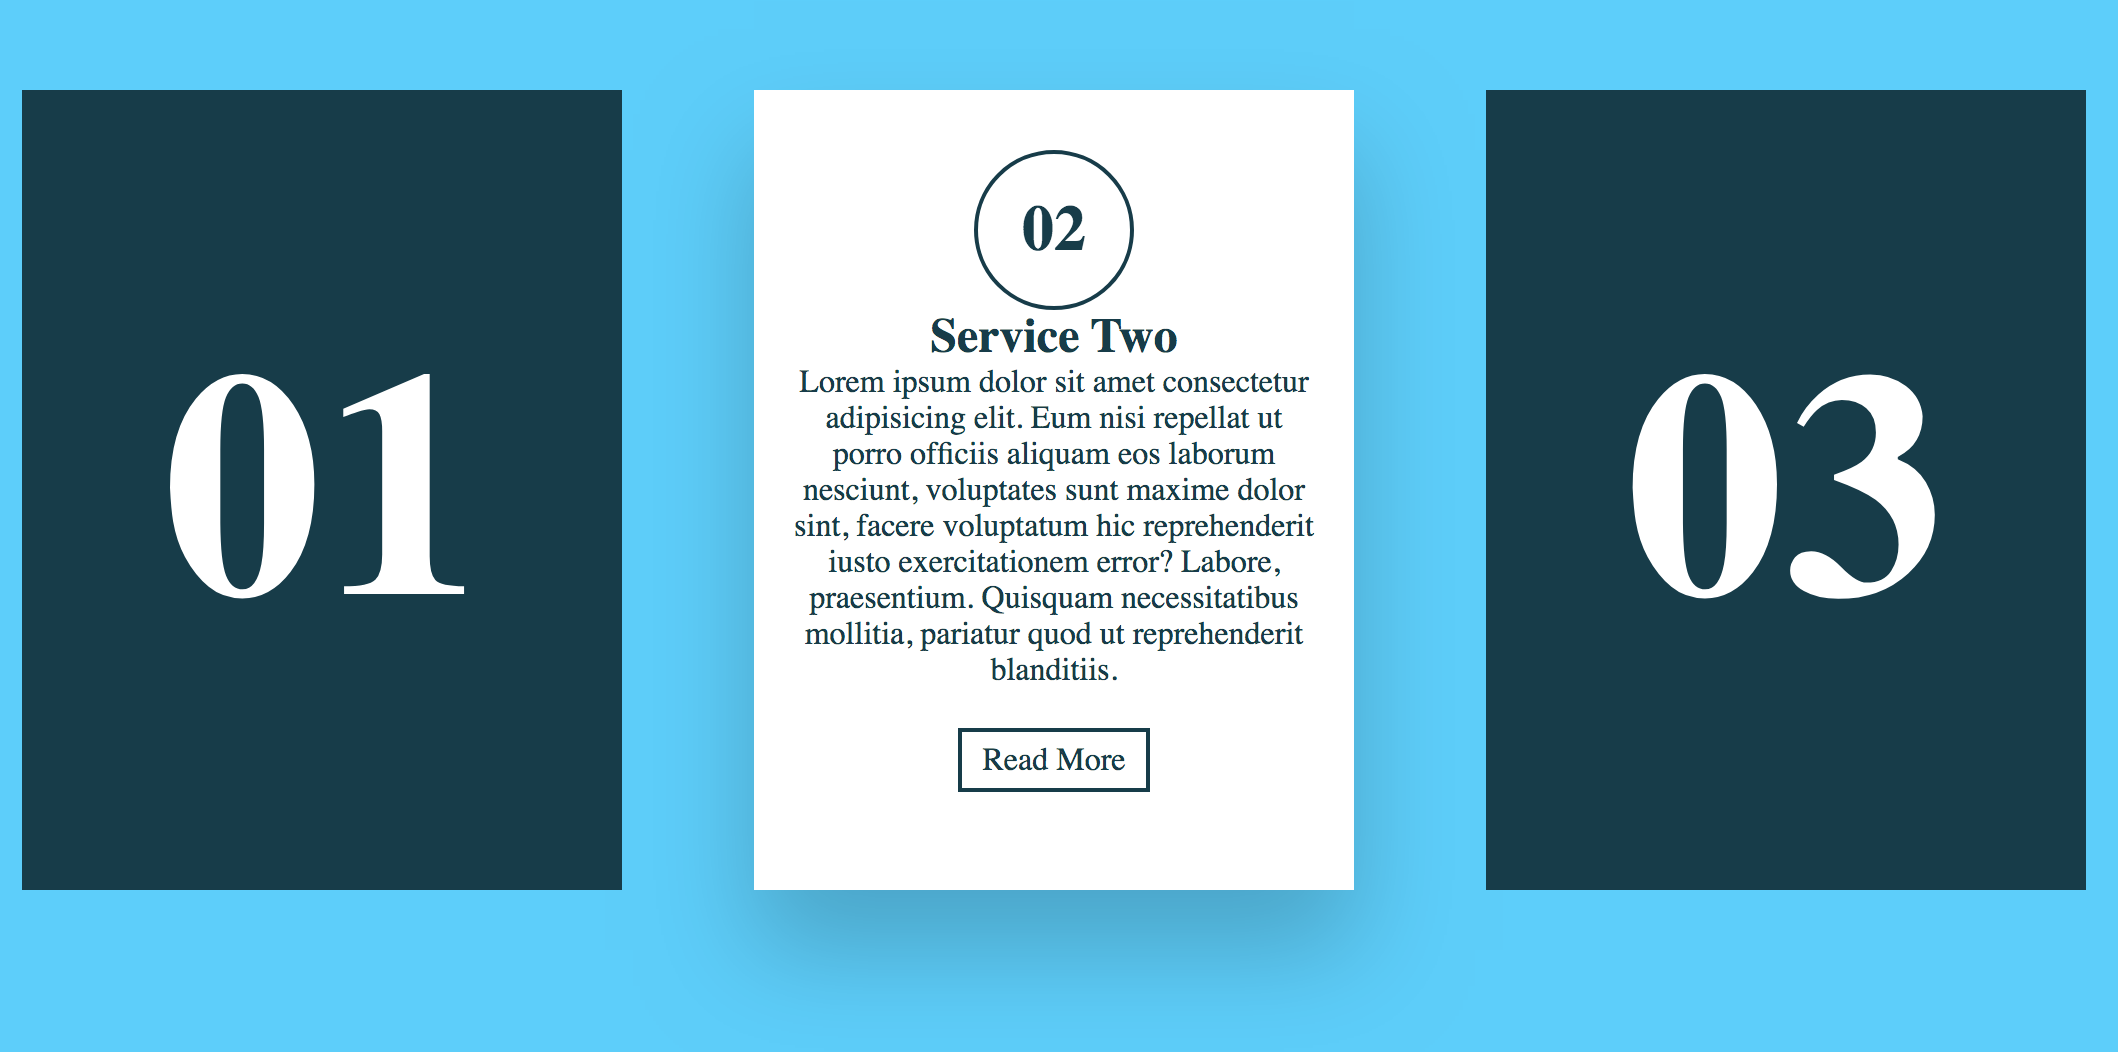 01
02
Service Two
Lorem ipsum dolor sit amet consectetur
adipisicing elit. Eum nisi repellat ut
porro officiis aliquam eos laborum
nesciunt, voluptates sunt maxime dolor
sint, facere voluptatum hic reprehenderit
iusto exercitationem error? Labore,
praesentium. Quisquam necessitatibus
mollitia, pariatur quod ut reprehenderit
blanditiis.
Read More
03